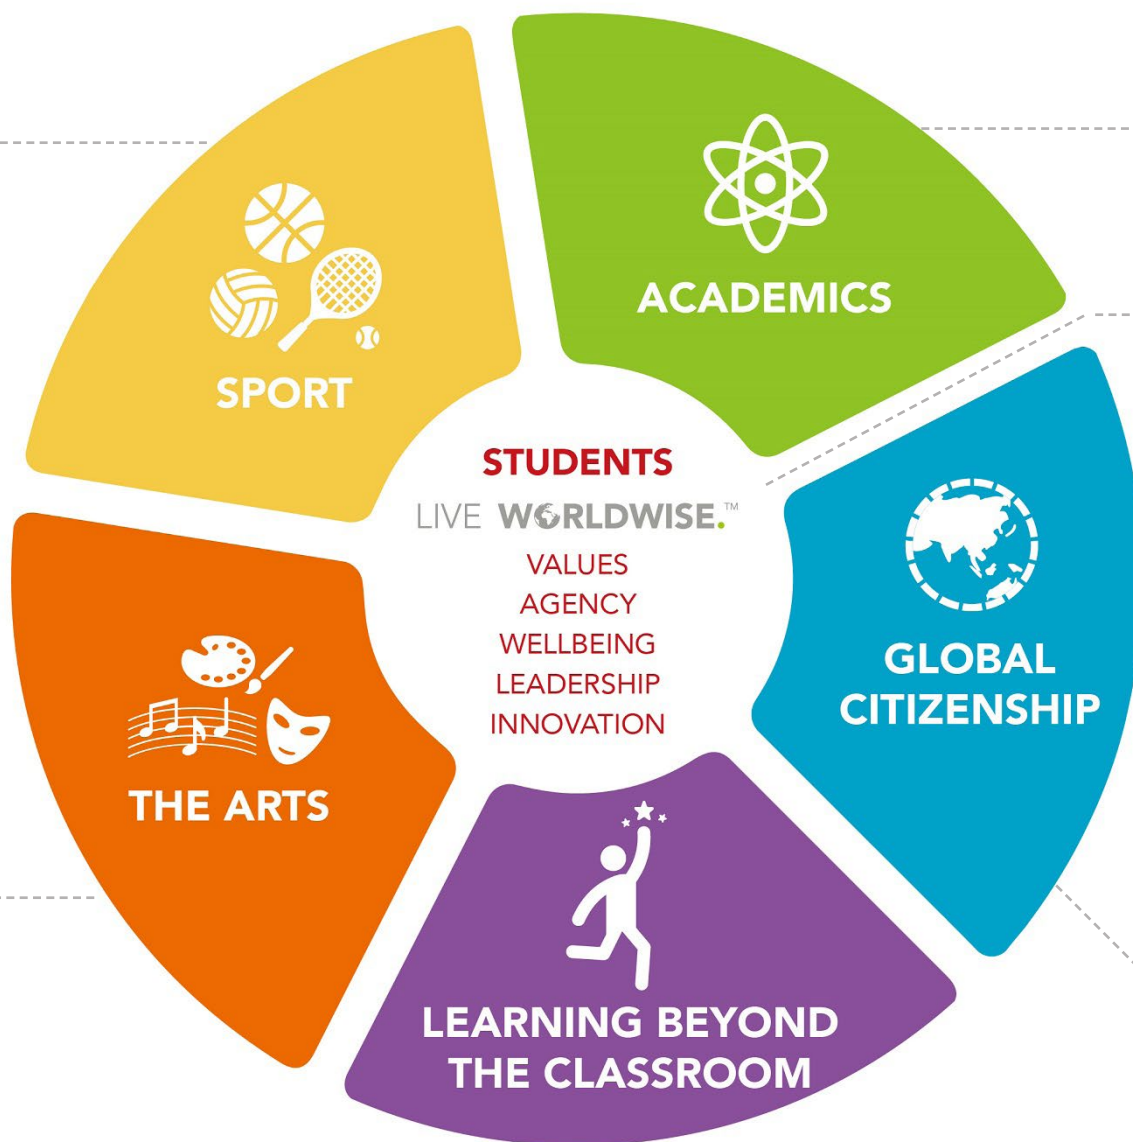 ACADEMICS
SPORT
STUDENTS
LIVE WORLDWISE.™
VALUES
AGENCY
WELLBEING
LEADERSHIP
INNOVATION
GLOBAL
CITIZENSHIP
THE ARTS
LEARNING BEYOND
THE CLASSROOM